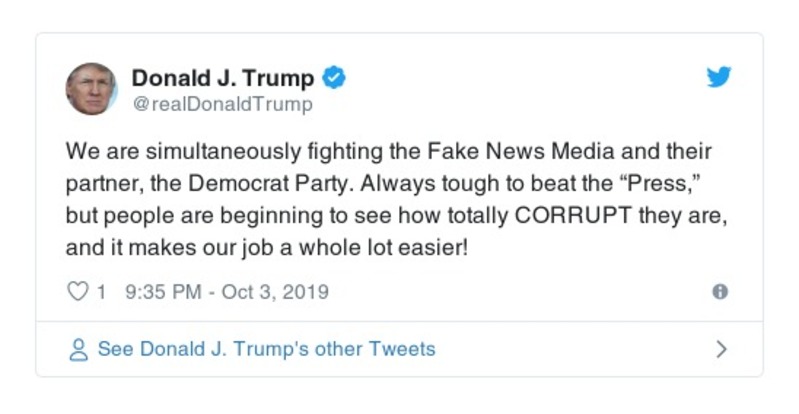 Donald J. Trump
@realDonaldTrump
We are simultaneously fighting the Fake News Media and their
partner, the Democrat Party. Always tough to beat the “Press,”
but people are beginning to see how totally CORRUPT they are,
and it makes our job a whole lot easier!
1 9:35 PM - Oct 3, 2019
See Donald J. Trump's other Tweets